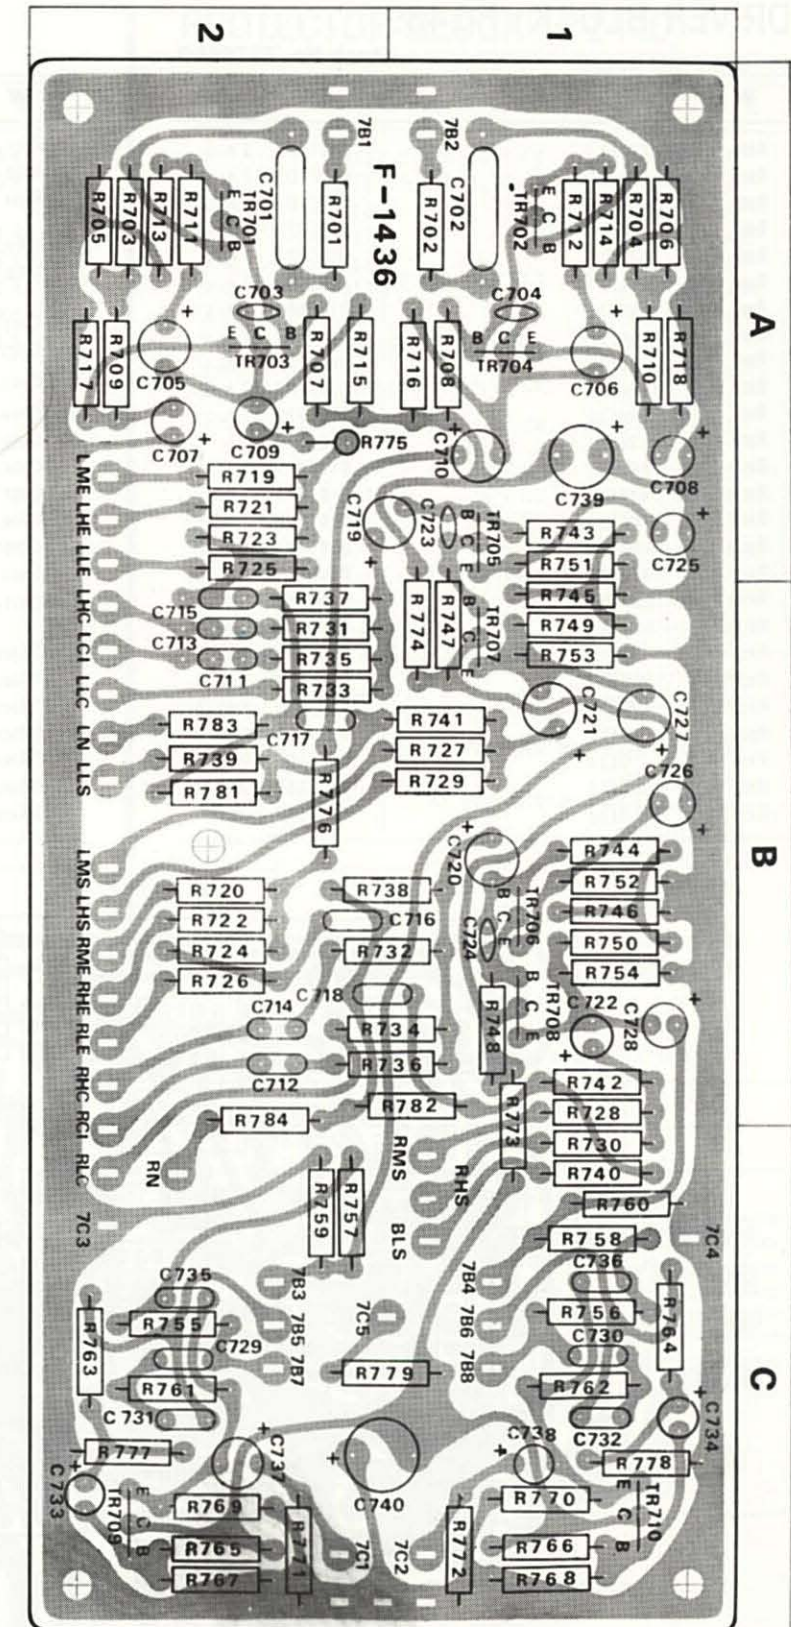 2
1
7B1
7B2
F-1436
C701
C702
R705
R703
R713
R711
E C B
TR701
R701
R702
TR702
E C B
R712
R714
R704
R706
A
C703
C704
R717
R709
C705
E C B
TR703
R707
R715
R716
R708
B C E
TR704
C706
R710
R718
C707
C709
R775
C710
C739
C708
LME
LHE
LLE
LHC
LCI
LLC
LN
LLS
R719
R721
R723
R725
C719
C723
B C E
TR705
R743
R751
C725
C715
C713
C711
R737
R731
R735
R733
R774
R747
B C E
TR707
R745
R749
R753
R783
R739
R781
C717
R776
R741
R727
R729
C721
C727
C726
B
LMS
LHS
RME
RHE
RLE
RHC
RCI
RLC
R720
R722
R724
R726
R738
C716
R732
C720
B C E
TR706
C724
R744
R752
R746
R750
R754
C714
C718
R734
R736
C712
R748
B C E
TR708
C722
C728
R784
R782
R773
R742
R728
R730
R740
RN
RMS
RHS
BLS
R759
R757
R760
R758
7C3
7C4
C735
C736
7B3
7B4
R763
R755
7B5
7C5
7B6
R756
R764
C729
7B7
7B8
C730
R761
R779
R762
C731
C732
C734
R777
C737
C740
C738
R778
C733
E C B
TR709
R769
R770
E C B
TR710
R765
R771
7C1
7C2
R772
R766
R767
R768
C